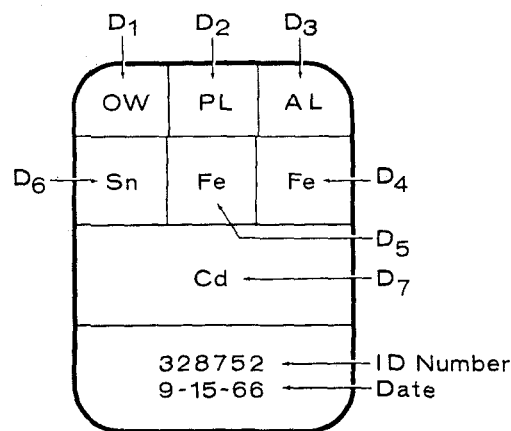 D1 D2 D3
OW PL AL
D6 Sn Fe Fe D4
D5
Cd D7
328752 ID Number
9-15-66 Date